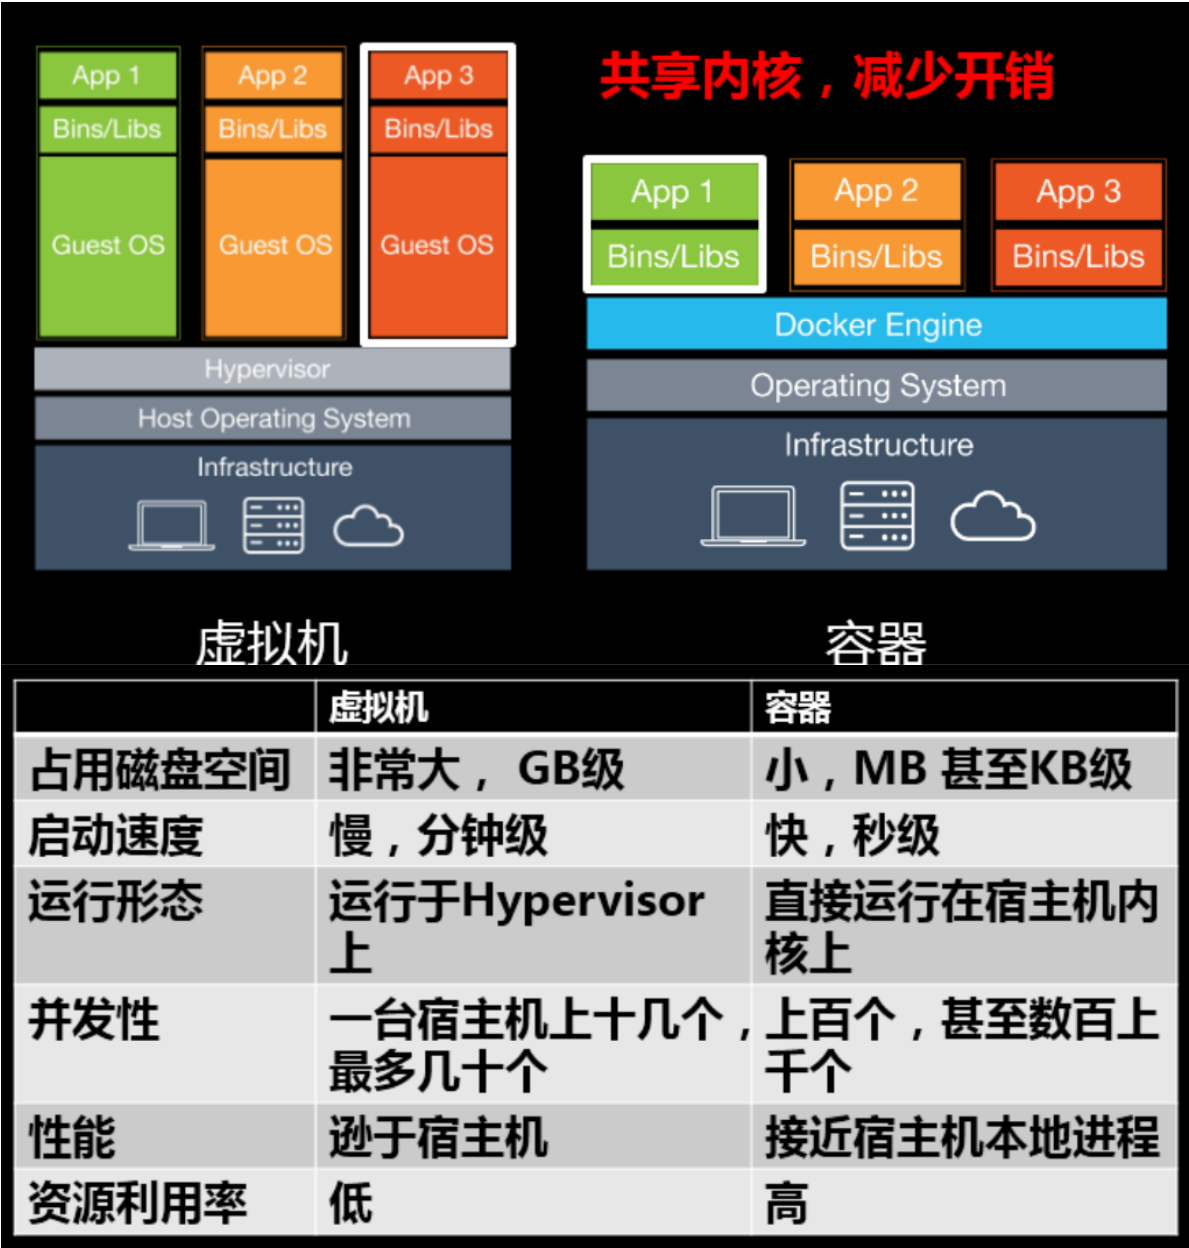 App 1
Bins/Libs
Guest OS
App 2
Bins/Libs
Guest OS
App 3
Bins/Libs
Guest OS
Hypervisor
Host Operating System
Infrastructure
虚拟机
共享内核，减少开销
App 1
Bins/Libs
App 2
Bins/Libs
App 3
Bins/Libs
Docker Engine
Operating System
Infrastructure
容器
虚拟机
容器
占用磁盘空间
非常大， GB级
小，MB 甚至KB级
启动速度
慢，分钟级
快，秒级
运行形态
运行于Hypervisor
上
直接运行在宿主机内
核上
并发性
一台宿主机上十几个，
最多几十个
上百个，甚至数百上
千个
性能
逊于宿主机
接近宿主机本地进程
资源利用率
低
高